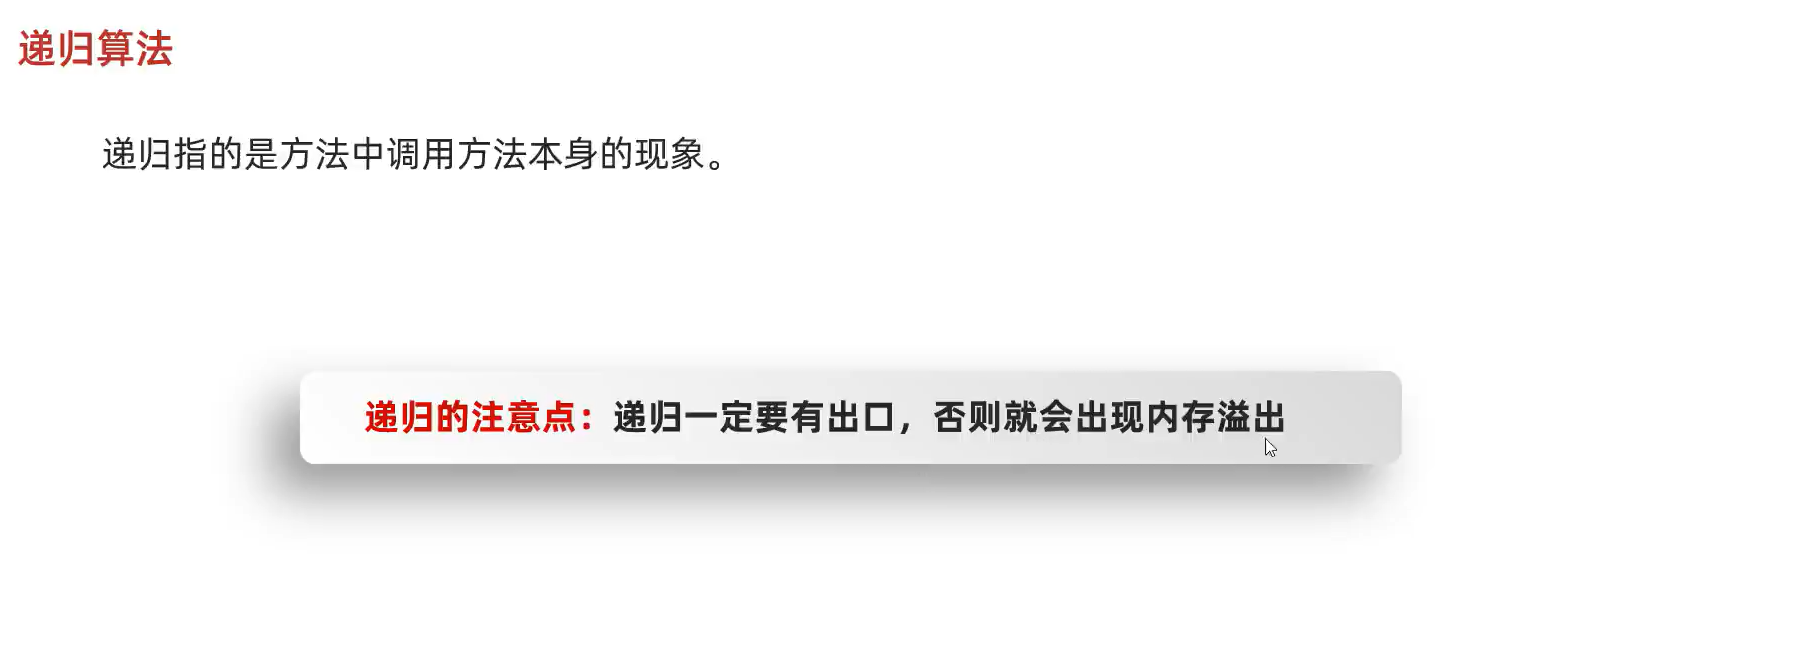 递归算法
递归指的是方法中调用方法本身的现象。
递归的注意点：递归一定要有出口，否则就会出现内存溢出